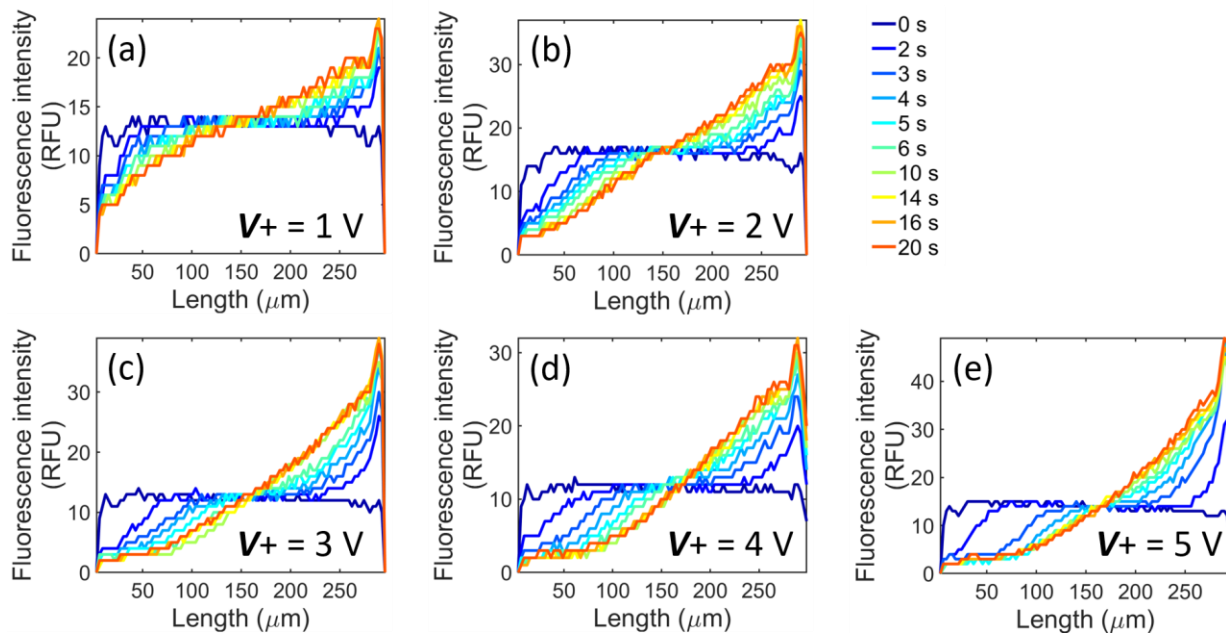 (a)
Fluorescence intensity
(RFU)
20
15
10
5
0
50 100 150 200 250
Length (μm)
V+ = 1 V
(b)
Fluorescence intensity
(RFU)
30
20
10
0
50 100 150 200 250
Length (μm)
V+ = 2 V
0 s
2 s
3 s
4 s
5 s
6 s
10 s
14 s
16 s
20 s
(c)
Fluorescence intensity
(RFU)
30
20
10
0
50 100 150 200 250
Length (μm)
V+ = 3 V
(d)
Fluorescence intensity
(RFU)
30
20
10
0
50 100 150 200 250
Length (μm)
V+ = 4 V
(e)
Fluorescence intensity
(RFU)
40
30
20
10
0
50 100 150 200 250
Length (μm)
V+ = 5 V